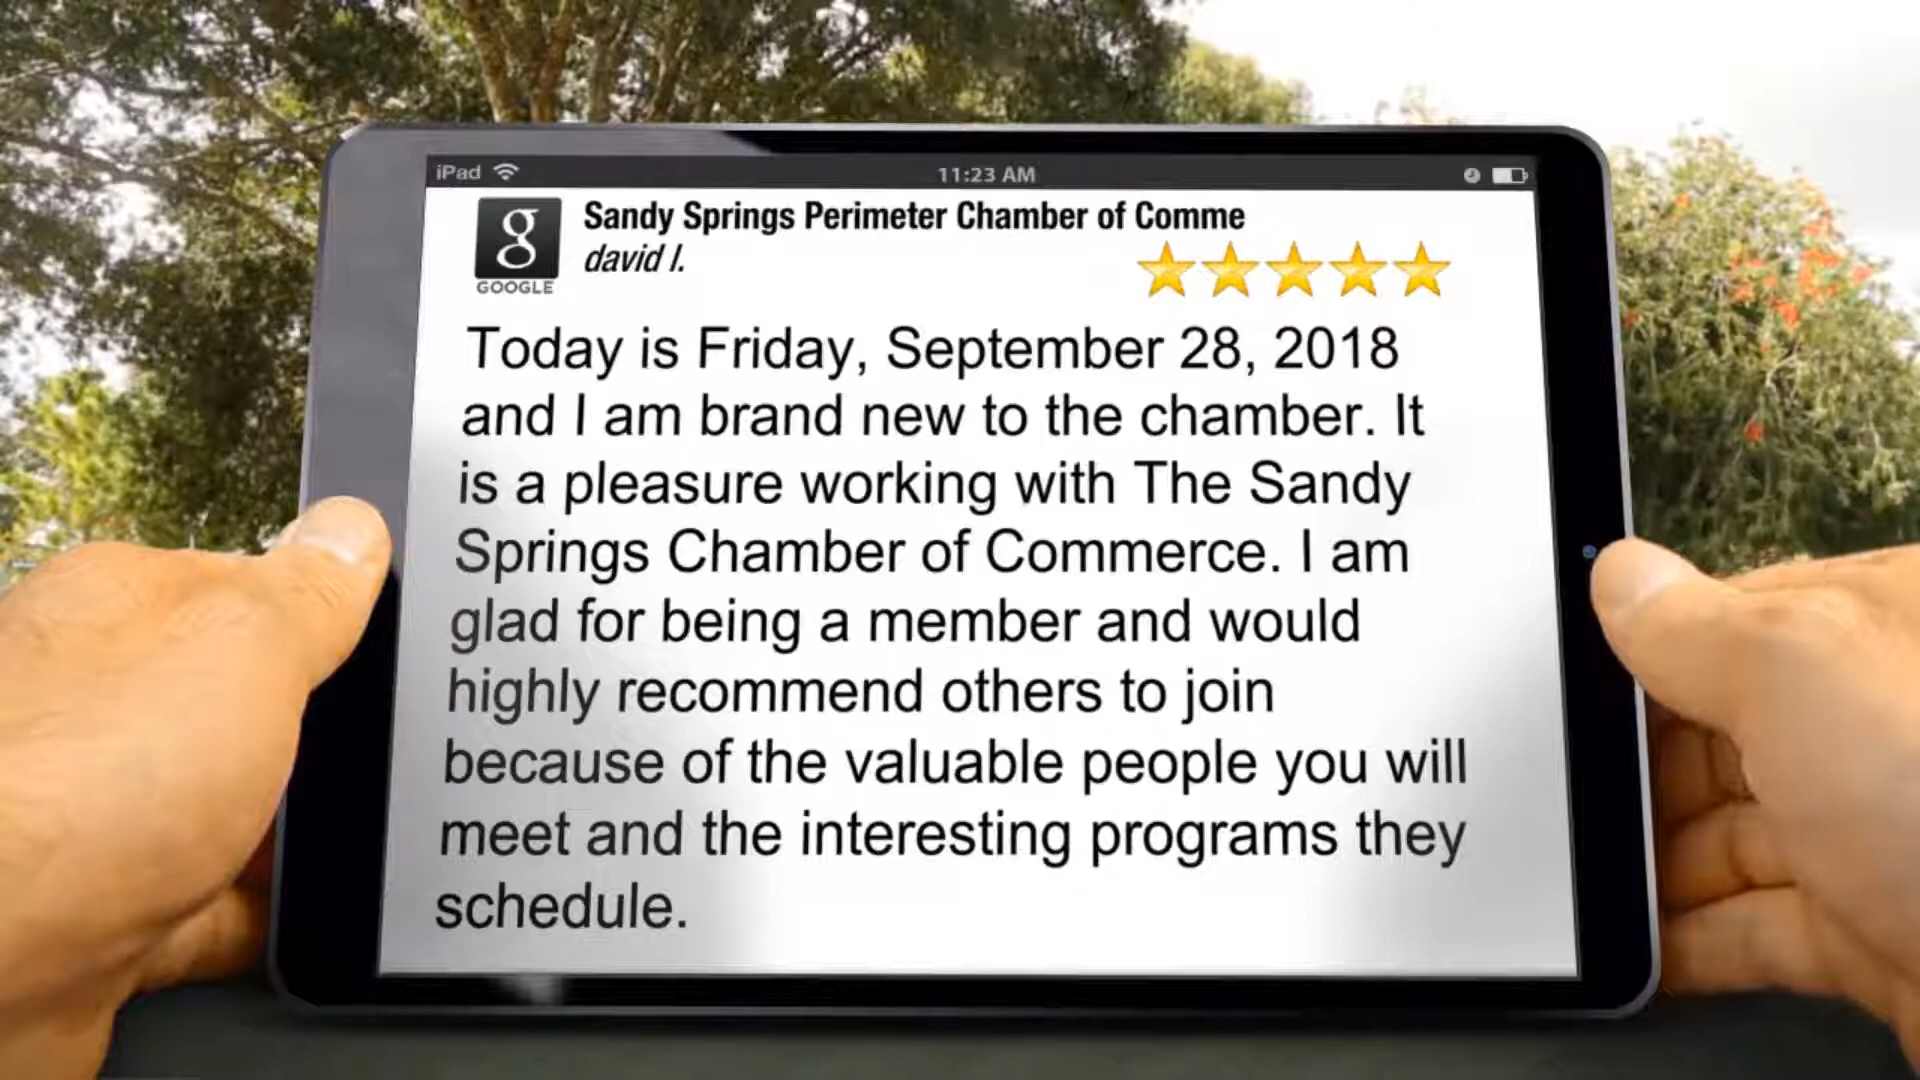 iPad
11:23 AM
g
GOOGLE
Sandy Springs Perimeter Chamber of Comme
david l.
Today is Friday, September 28, 2018
and I am brand new to the chamber. It
is a pleasure working with The Sandy
Springs Chamber of Commerce. I am
glad for being a member and would
highly recommend others to join
because of the valuable people you will
meet and the interesting programs they
schedule.